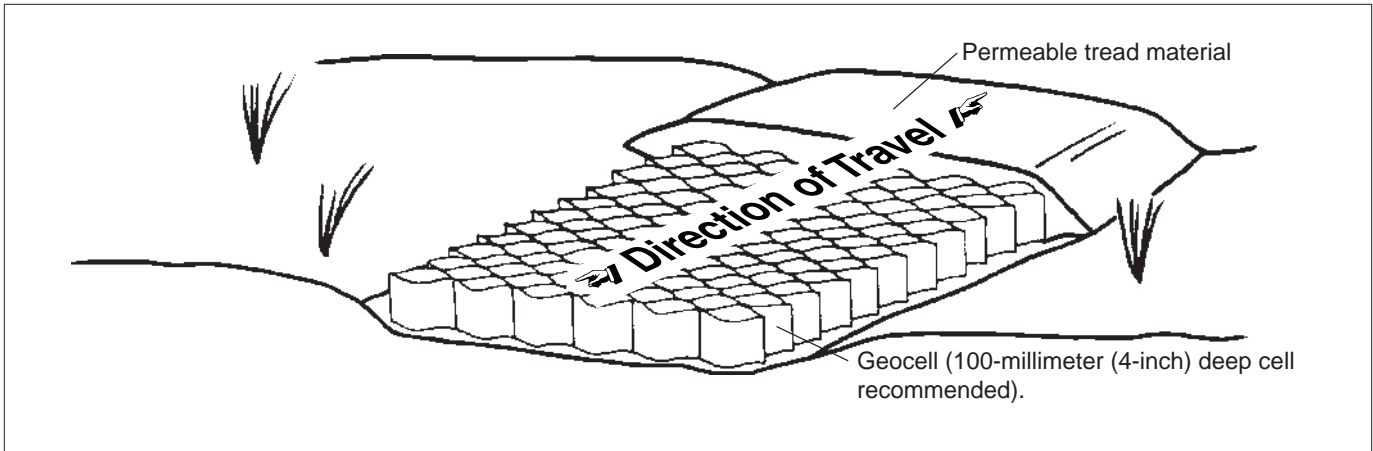 Permeable tread material
Direction of Travel
Geocell (100-millimeter (4-inch) deep cell
recommended).